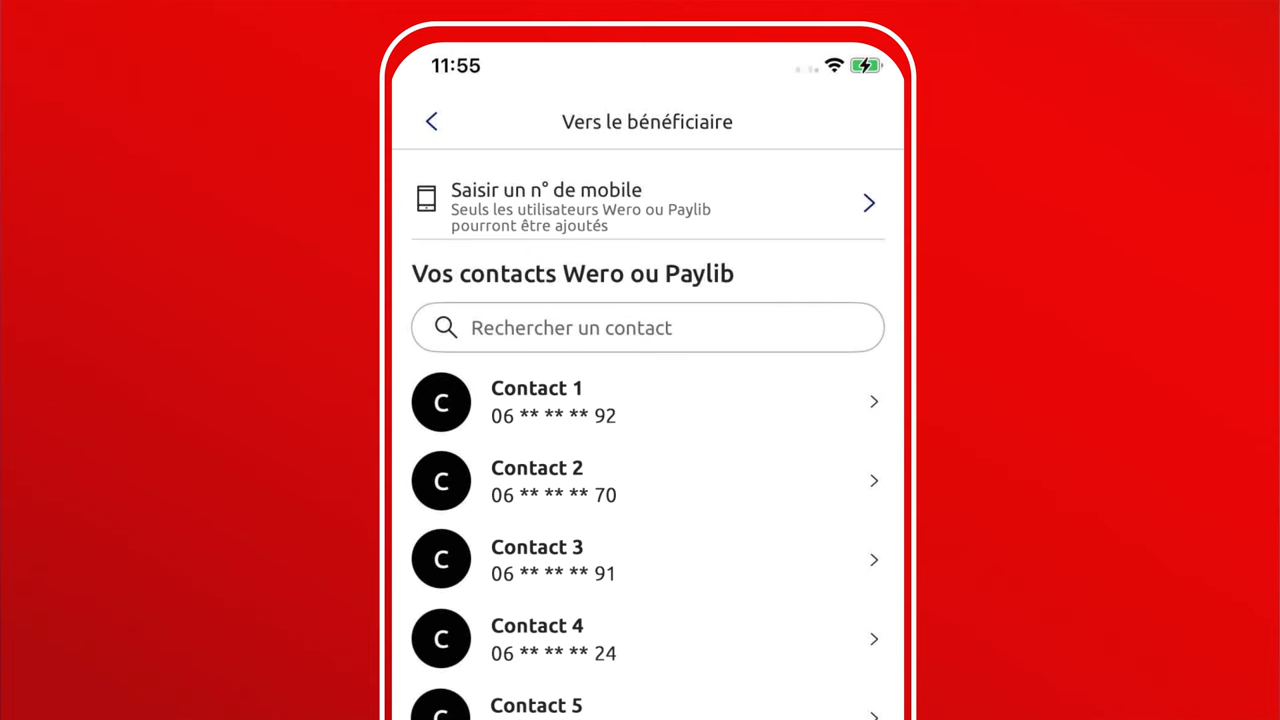 11:55
Vers le bénéficiaire
Saisir un n° de mobile
Seuls les utilisateurs Wero ou Paylib
pourront être ajoutés
Vos contacts Wero ou Paylib
Rechercher un contact
C
Contact 1
06 ** ** ** 92
C
Contact 2
06 ** ** ** 70
C
Contact 3
06 ** ** ** 91
C
Contact 4
06 ** ** ** 24
C
Contact 5